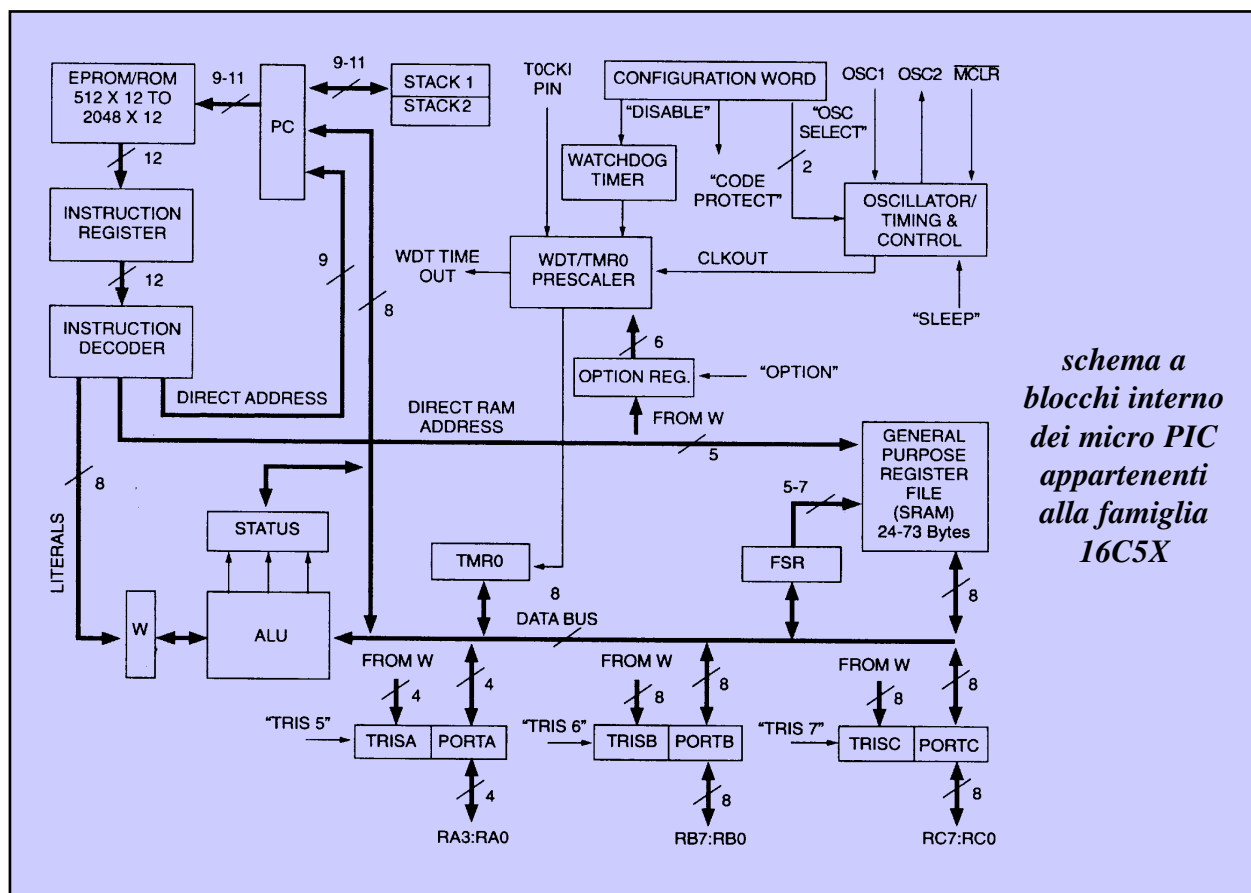 EPROM/ROM
512 X 12 TO
2048 X 12
9-11
PC
9-11
STACK 1
STACK 2
T0CKI
PIN
CONFIGURATION WORD
OSC1
OSC2
MCLR
"DISABLE"
"OSC
SELECT"
12
WATCHDOG
TIMER
"CODE
PROTECT"
2
INSTRUCTION
REGISTER
OSCILLATOR/
TIMING &
CONTROL
9
8
WDT TIME
OUT
WDT/TMR0
PRESCALER
CLKOUT
12
INSTRUCTION
DECODER
"SLEEP"
6
OPTION REG.
"OPTION"
DIRECT ADDRESS
DIRECT RAM
ADDRESS
FROM W
5
GENERAL
PURPOSE
REGISTER
FILE
(SRAM)
24-73 Bytes
schema a
blocchi interno
dei micro PIC
appartenenti
alla famiglia
16C5X
8
LITERALS
STATUS
5-7
TMR0
FSR
8
8
W
ALU
DATA BUS
FROM W
4
4
FROM W
8
8
FROM W
8
8
"TRIS 5"
TRISA
PORTA
"TRIS 6"
TRISB
PORTB
"TRIS 7"
TRISC
PORTC
4
8
8
RA3:RA0
RB7:RB0
RC7:RC0